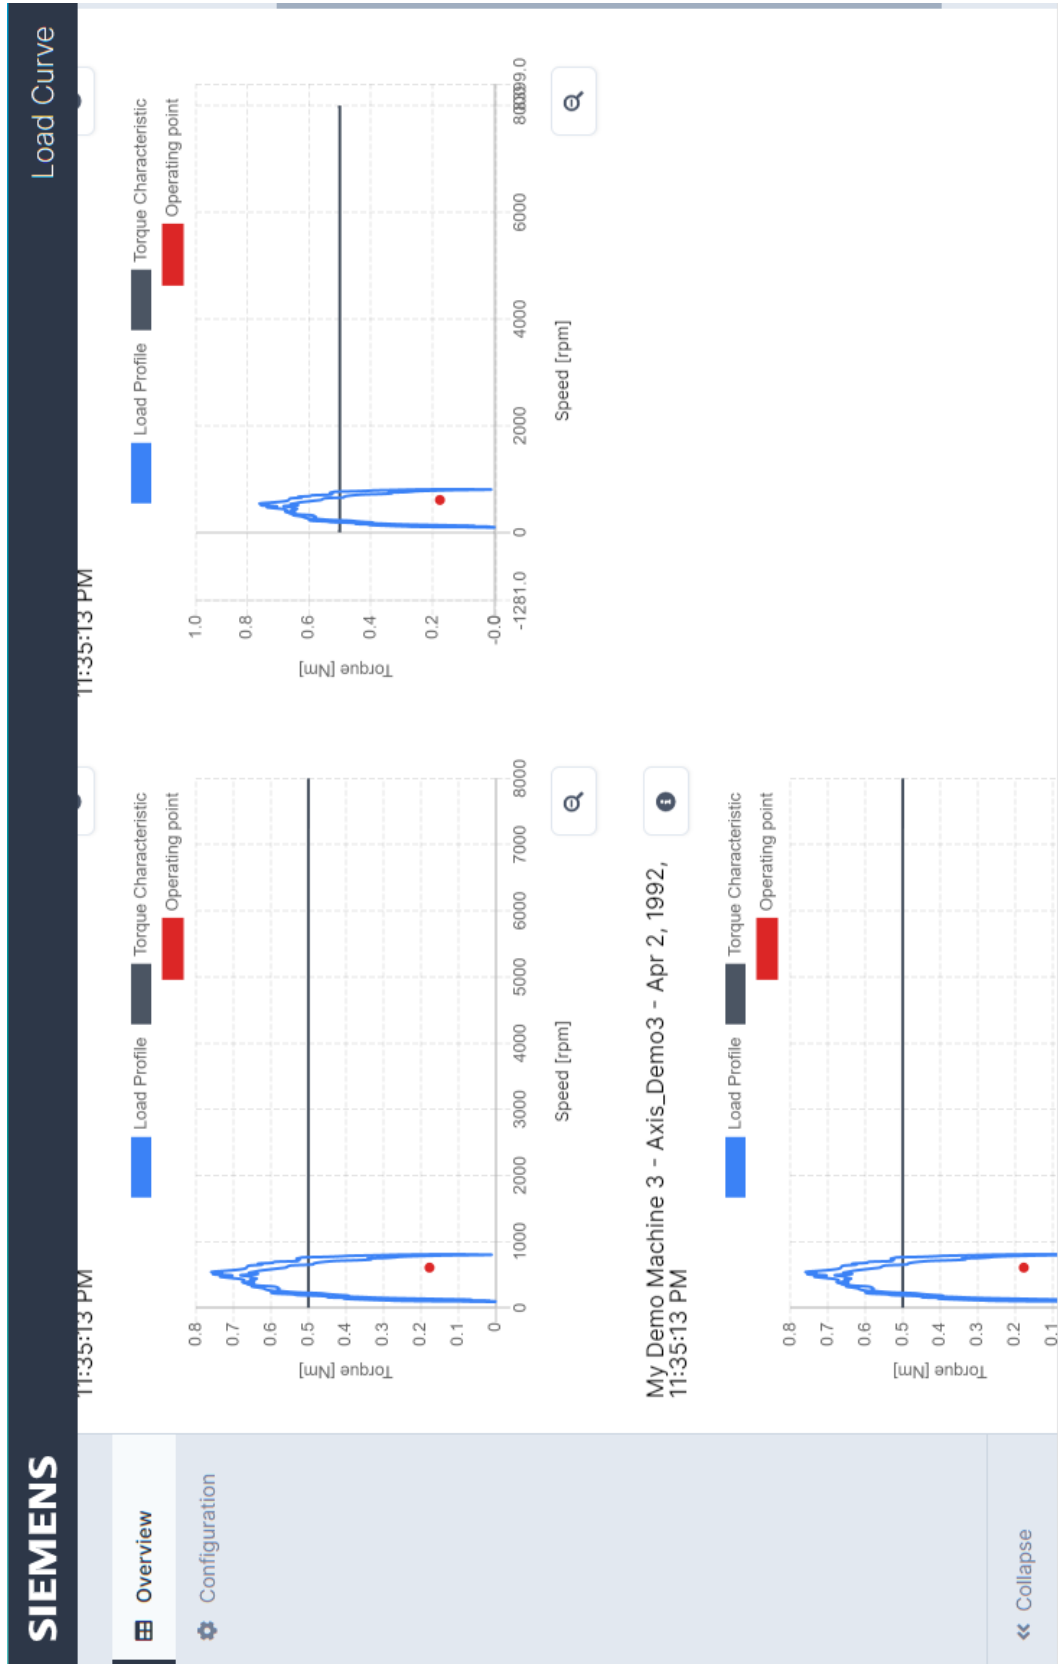 SIEMENS
Load Curve
Overview
Configuration
Collapse
11:35:13 PM
Load Profile
Torque Characteristic
Operating point
0.8
0.7
0.6
0.5
0.4
0.3
0.2
0.1
0
Torque [Nm]
0
1000
2000
3000
4000
5000
6000
7000
8000
Speed [rpm]
11:35:13 PM
Load Profile
Torque Characteristic
Operating point
1.0
0.8
0.6
0.4
0.2
-0.0
Torque [Nm]
-1281.0
0
2000
4000
6000
Speed [rpm]
My Demo Machine 3 - Axis_Demo3 - Apr 2, 1992,
11:35:13 PM
Load Profile
Torque Characteristic
Operating point
0.8
0.7
0.6
0.5
0.4
0.3
0.2
0.1
Torque [Nm]